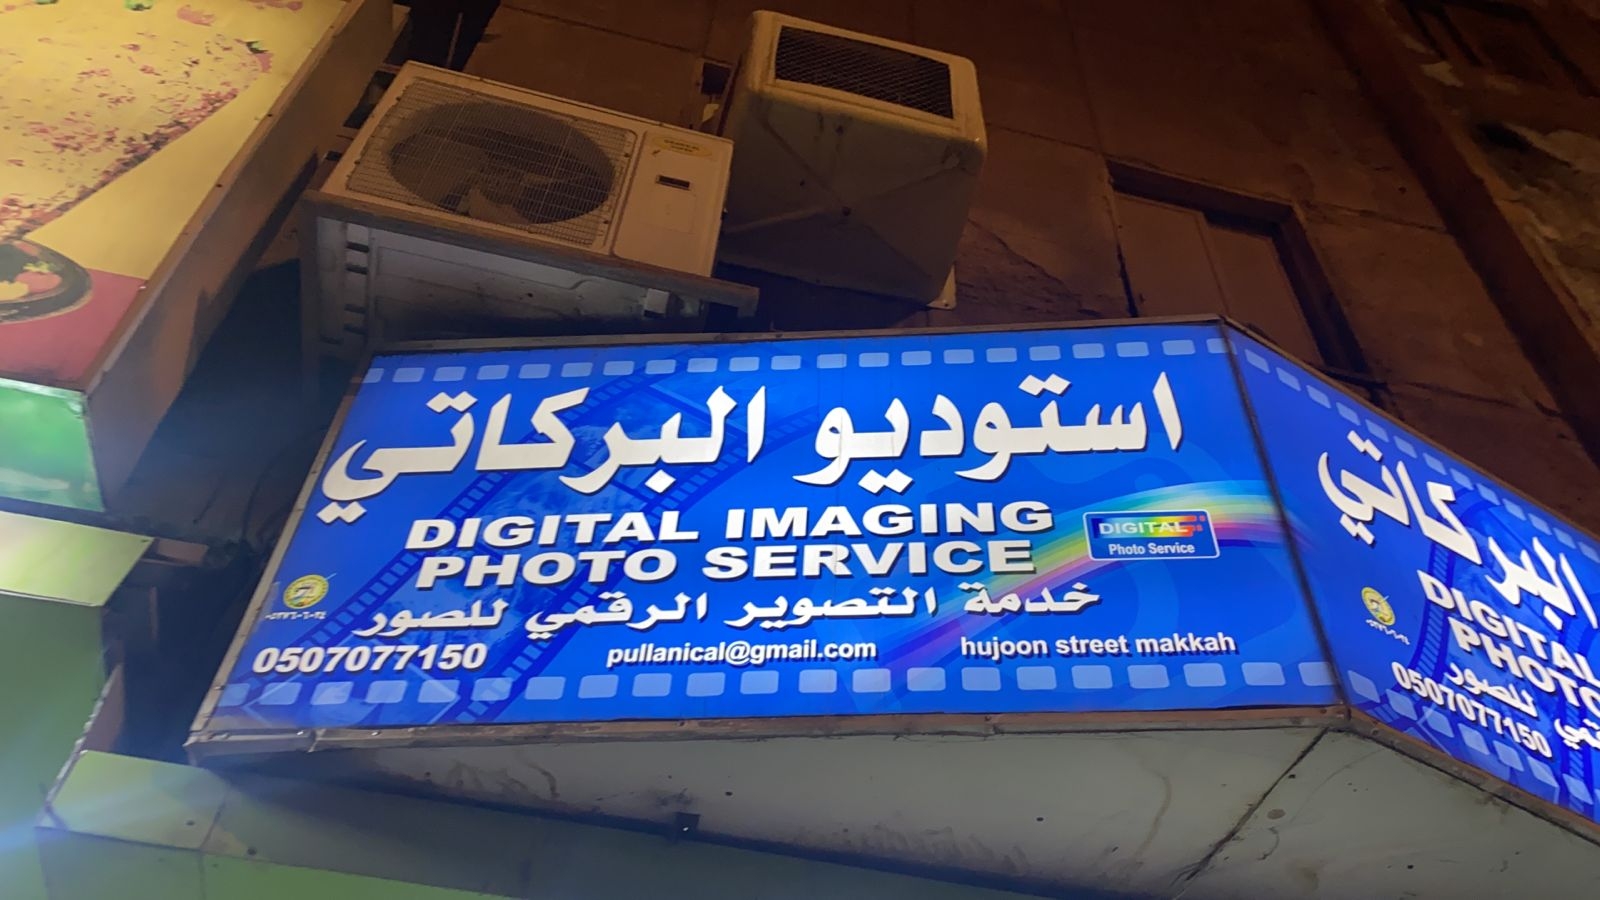 استوديو البركاتي
DIGITAL IMAGING
PHOTO SERVICE
DIGITAL
Photo Service
خدمة التصوير الرقمي للصور
0507077150
pullanical@gmail.com
hujoon street makkah
البركاتي
DIGITAL
PHOTO
للصور
0507077150